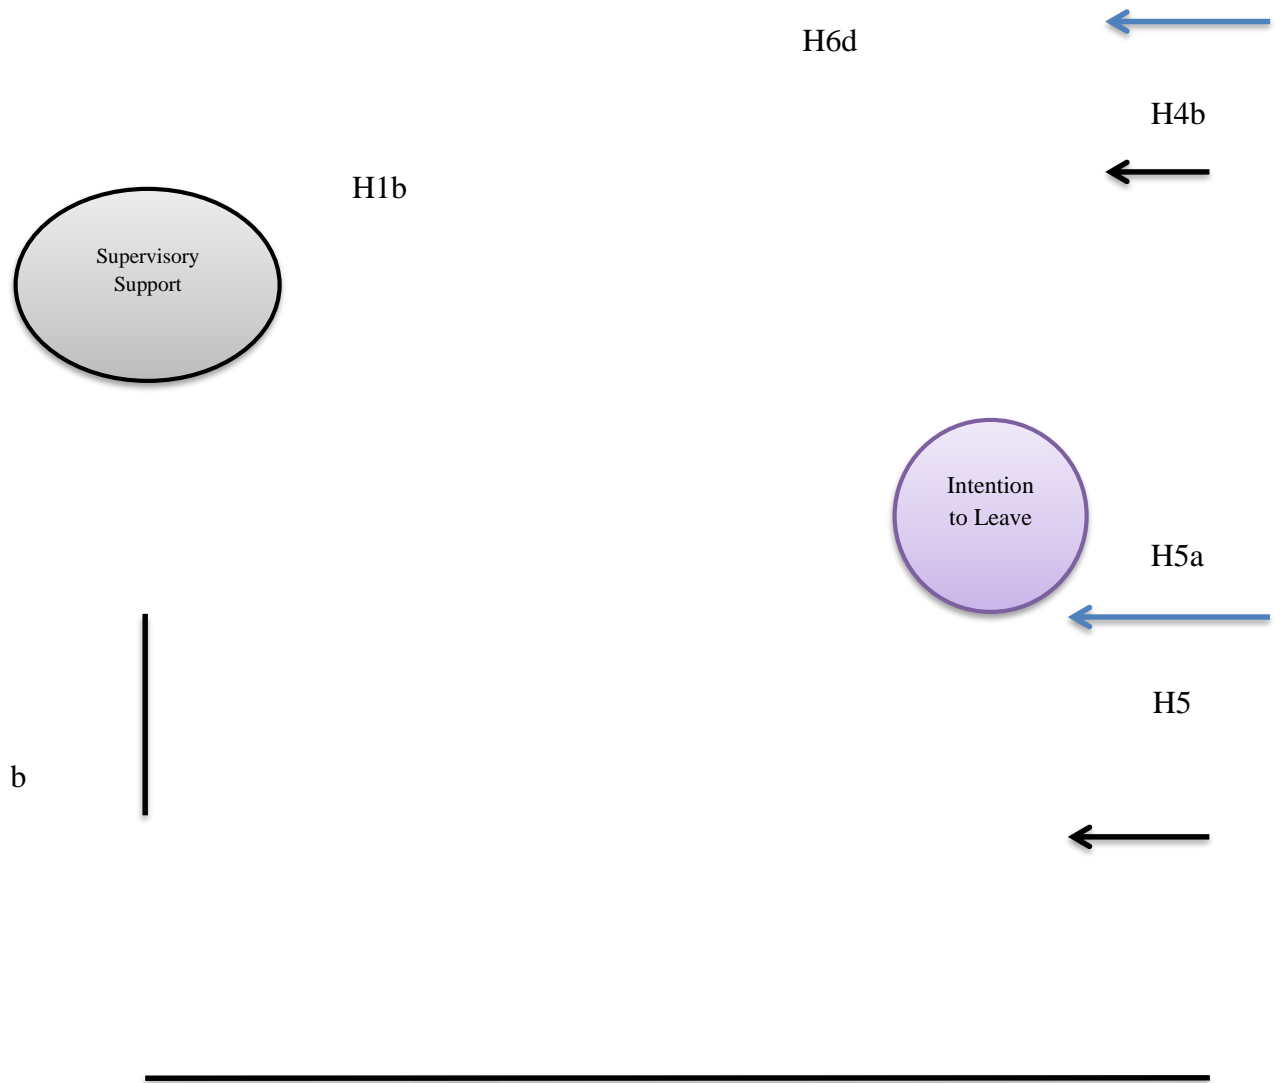 H6d
H4b
H1b
Supervisory
Support
Intention
to Leave
H5a
H5
b